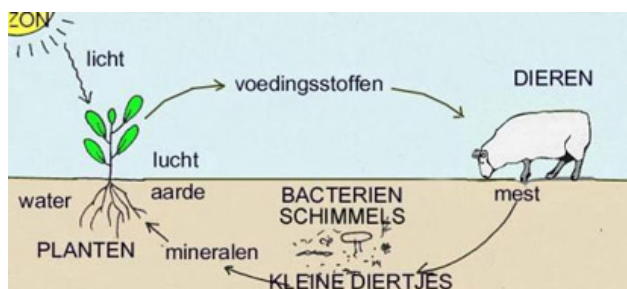 ZON
licht
voedingsstoffen
DIEREN
lucht
water
aarde
BACTERIEN
SCHIMMELS
mest
PLANTEN
mineralen
KLEINE DIERTJES